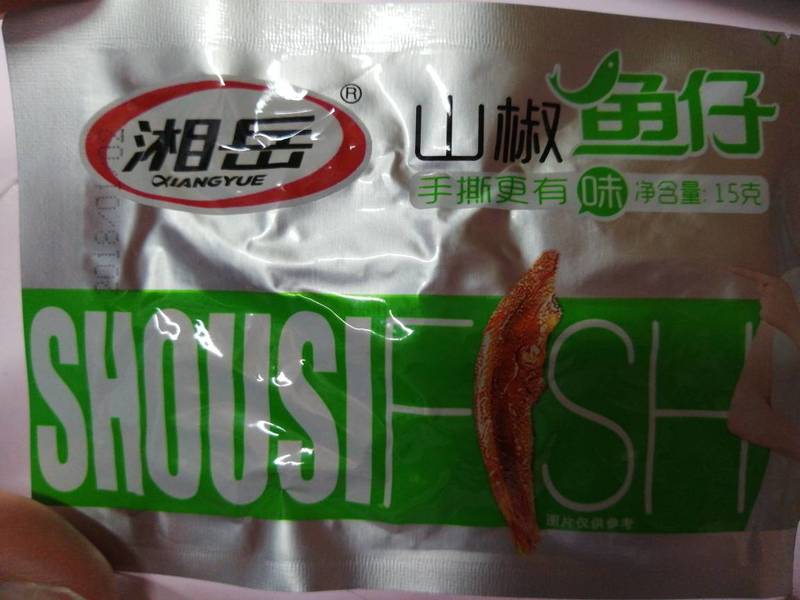 湘岳
XIANGYUE
®
山椒鱼仔
手撕更有味 净含量: 15克
SHOUSI FISH
图片仅供参考